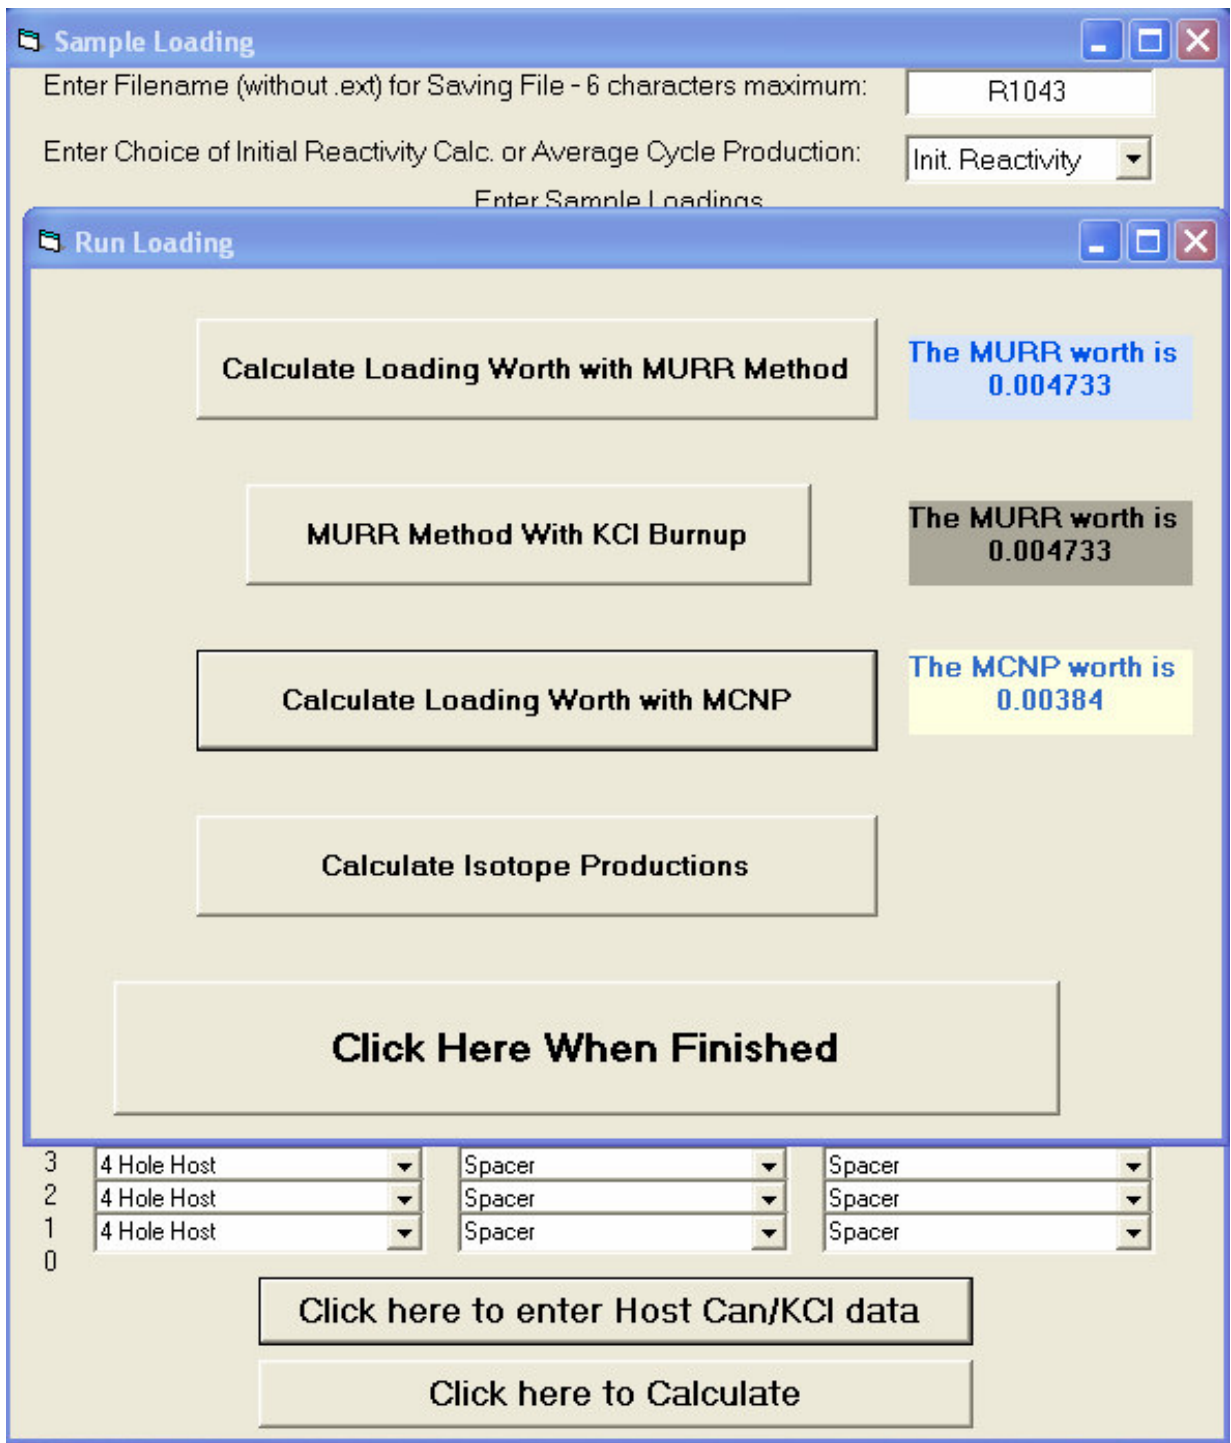 Sample Loading
Enter Filename (without .ext) for Saving File - 6 characters maximum:
R1043
Enter Choice of Initial Reactivity Calc. or Average Cycle Production:
Init. Reactivity
Enter Sample Loadings
Run Loading
Calculate Loading Worth with MURR Method
The MURR worth is
0.004733
MURR Method With KCl Burnup
The MURR worth is
0.004733
Calculate Loading Worth with MCNP
The MCNP worth is
0.00384
Calculate Isotope Productions
Click Here When Finished
3 4 Hole Host Spacer Spacer
2 4 Hole Host Spacer Spacer
1 4 Hole Host Spacer Spacer
0
Click here to enter Host Can/KCl data
Click here to Calculate